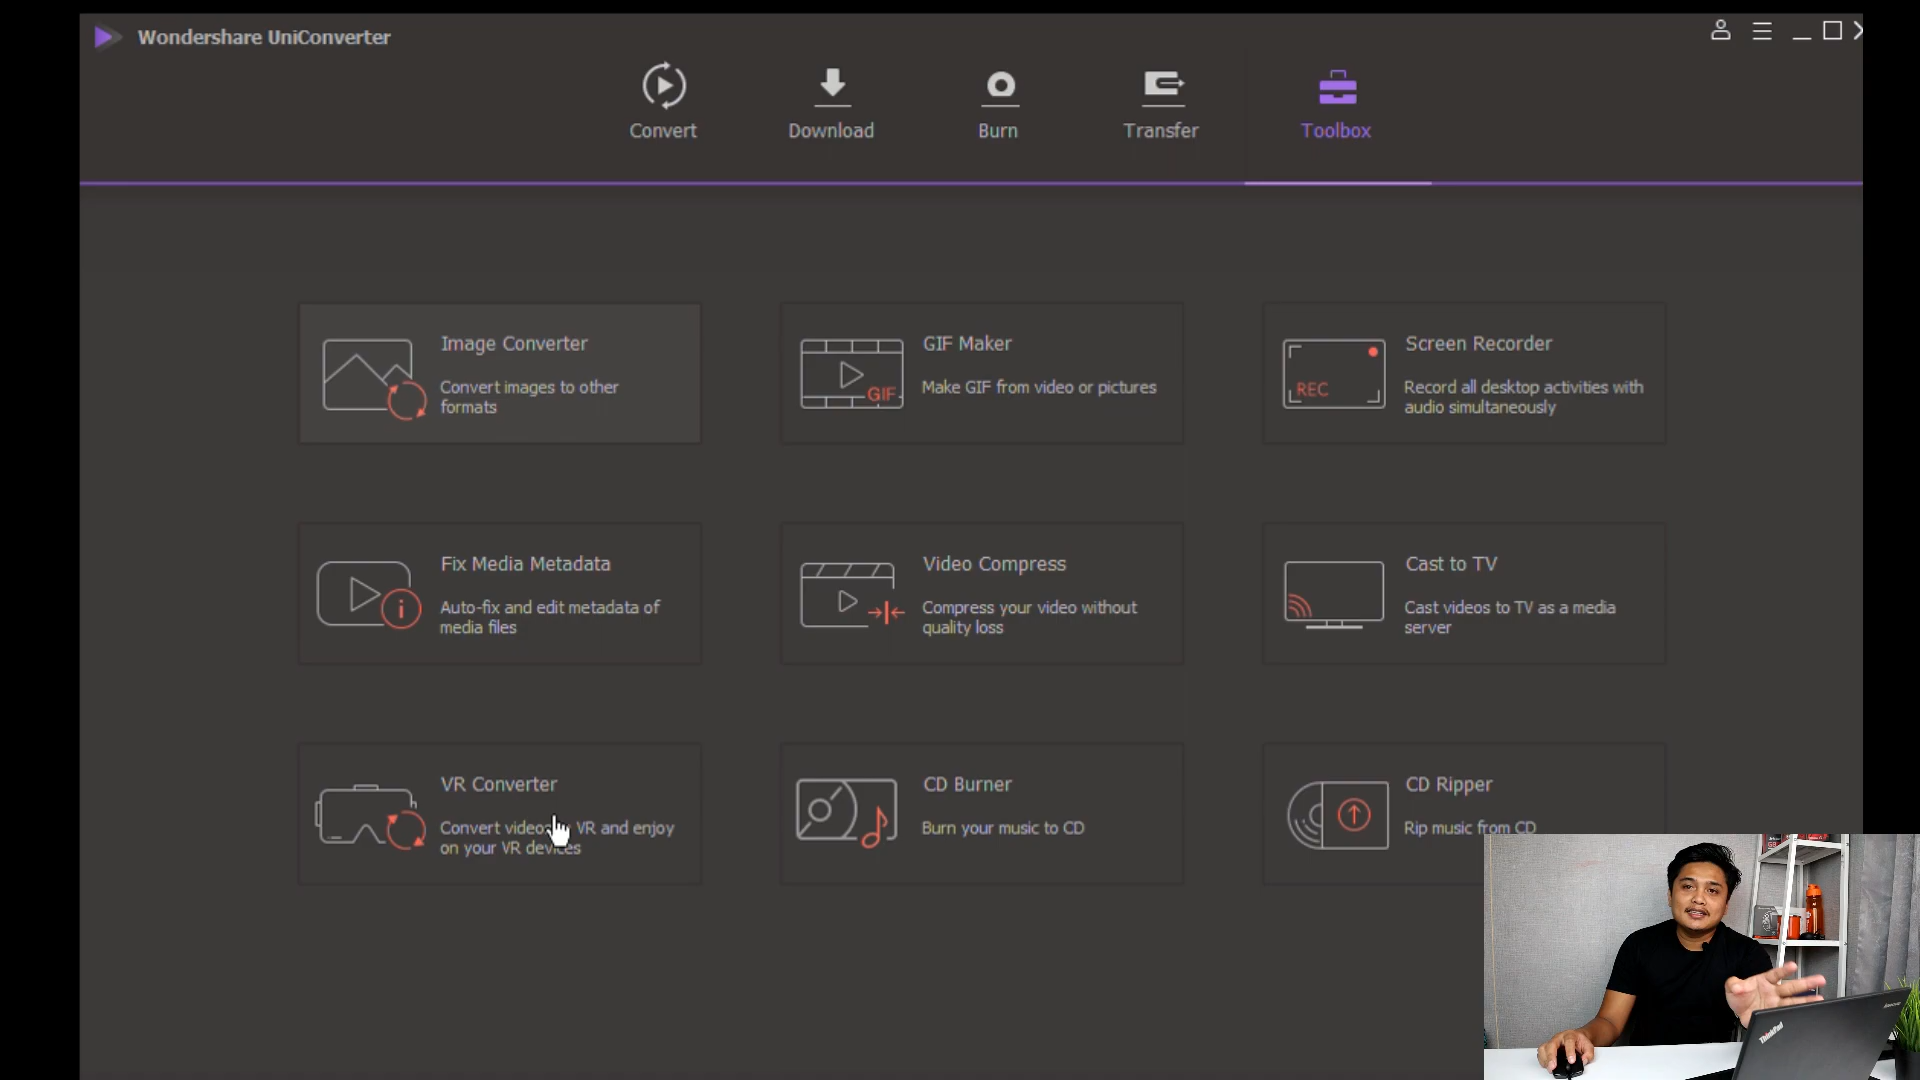 Wondershare UniConverter
Convert
Download
Burn
Transfer
Toolbox
Image Converter
Convert images to other
formats
GIF
GIF Maker
Make GIF from video or pictures
REC
Screen Recorder
Record all desktop activities with
audio simultaneously
Fix Media Metadata
Auto-fix and edit metadata of
media files
Video Compress
Compress your video without
quality loss
Cast to TV
Cast videos to TV as a media
server
VR Converter
Convert videos VR and enjoy
on your VR devices
CD Burner
Burn your music to CD
CD Ripper
Rip music from CD
ThinkPad